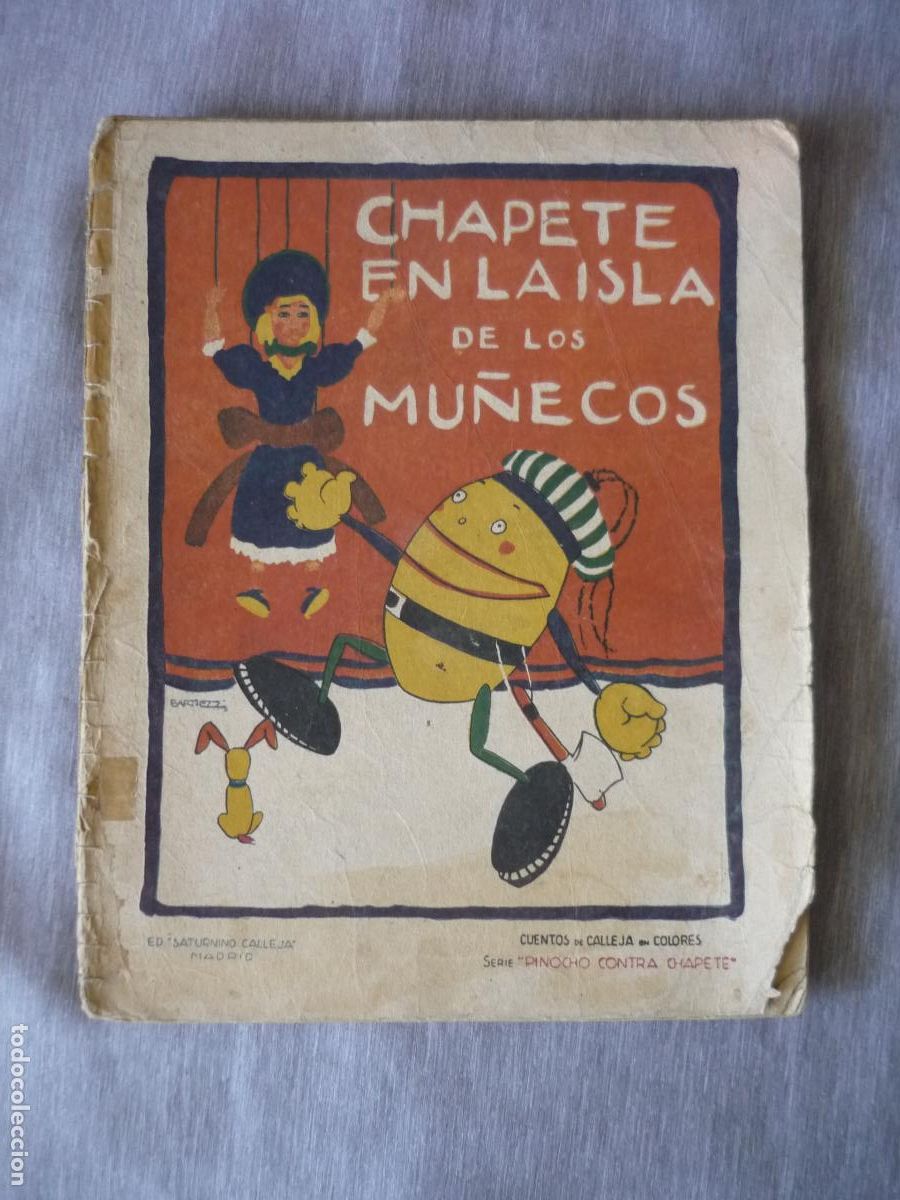 CHAPETE
EN LA ISLA
DE LOS
MUÑECOS
BARTOZZI
ED. "SATURNINO CALLEJA"
MADRID
CUENTOS DE CALLEJA en COLORES
SERIE "PINOCHO CONTRA CHAPETE"
todocoleccion